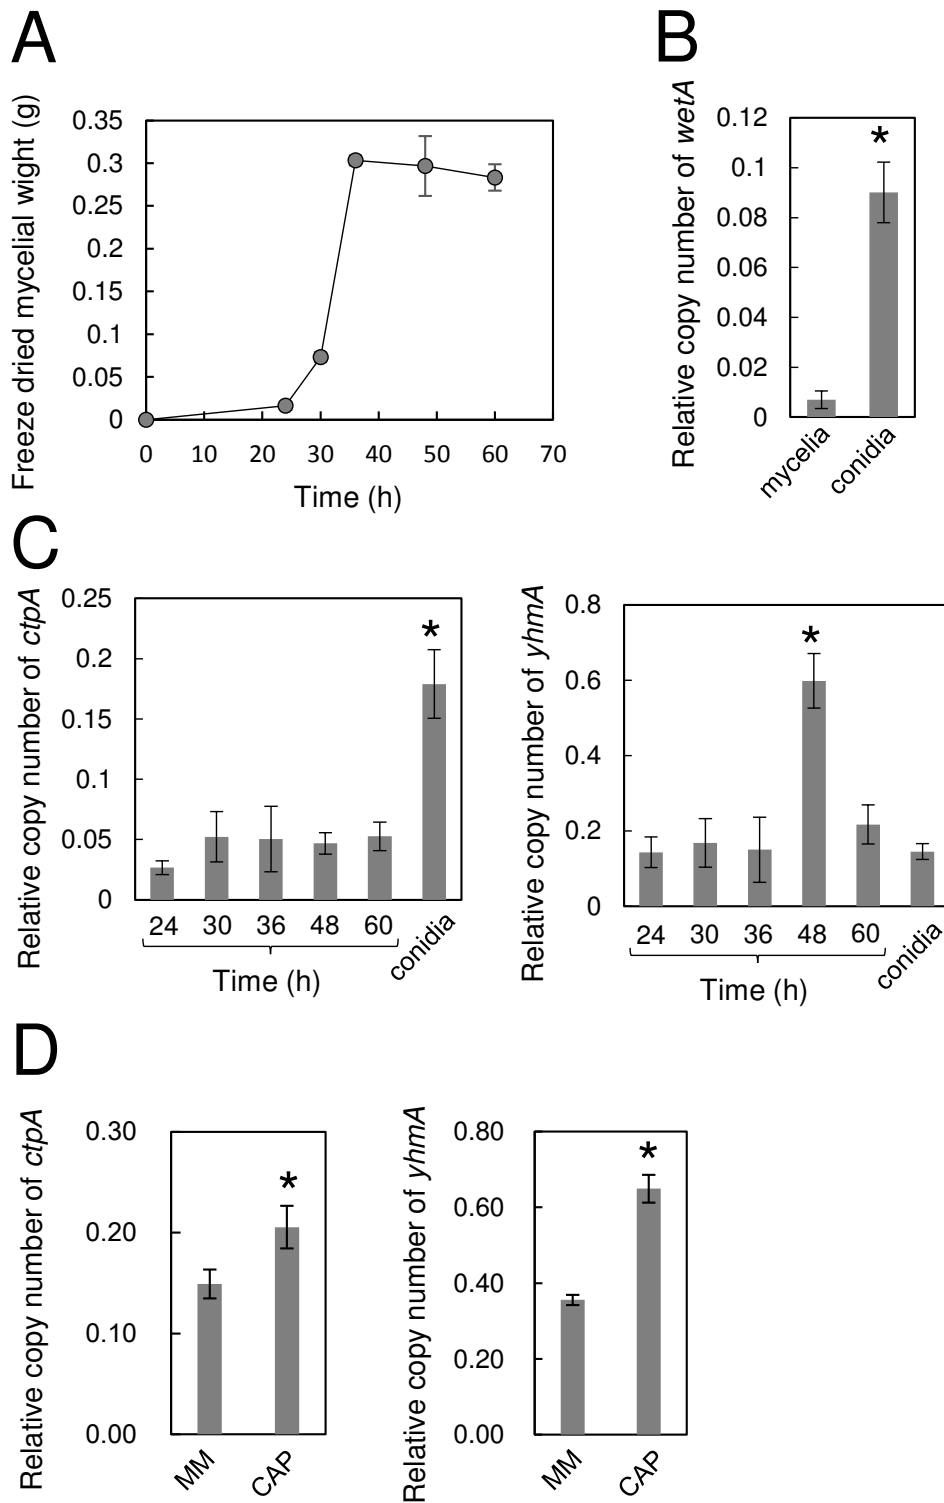 A
Freeze dried mycelial wight (g)
0.35
0.3
0.25
0.2
0.15
0.1
0.05
0
0 10 20 30 40 50 60 70
Time (h)
B
Relative copy number of wetA
0.12
0.1
0.08
0.06
0.04
0.02
0
*
mycelia
conidia
C
Relative copy number of ctpA
0.25
0.2
0.15
0.1
0.05
0
*
24 30 36 48 60 conidia
Time (h)
Relative copy number of yhmA
0.8
0.6
0.4
0.2
0
*
24 30 36 48 60 conidia
Time (h)
D
Relative copy number of ctpA
0.30
0.20
0.10
0.00
*
MM CAP
Relative copy number of yhmA
0.80
0.60
0.40
0.20
0.00
*
MM CAP